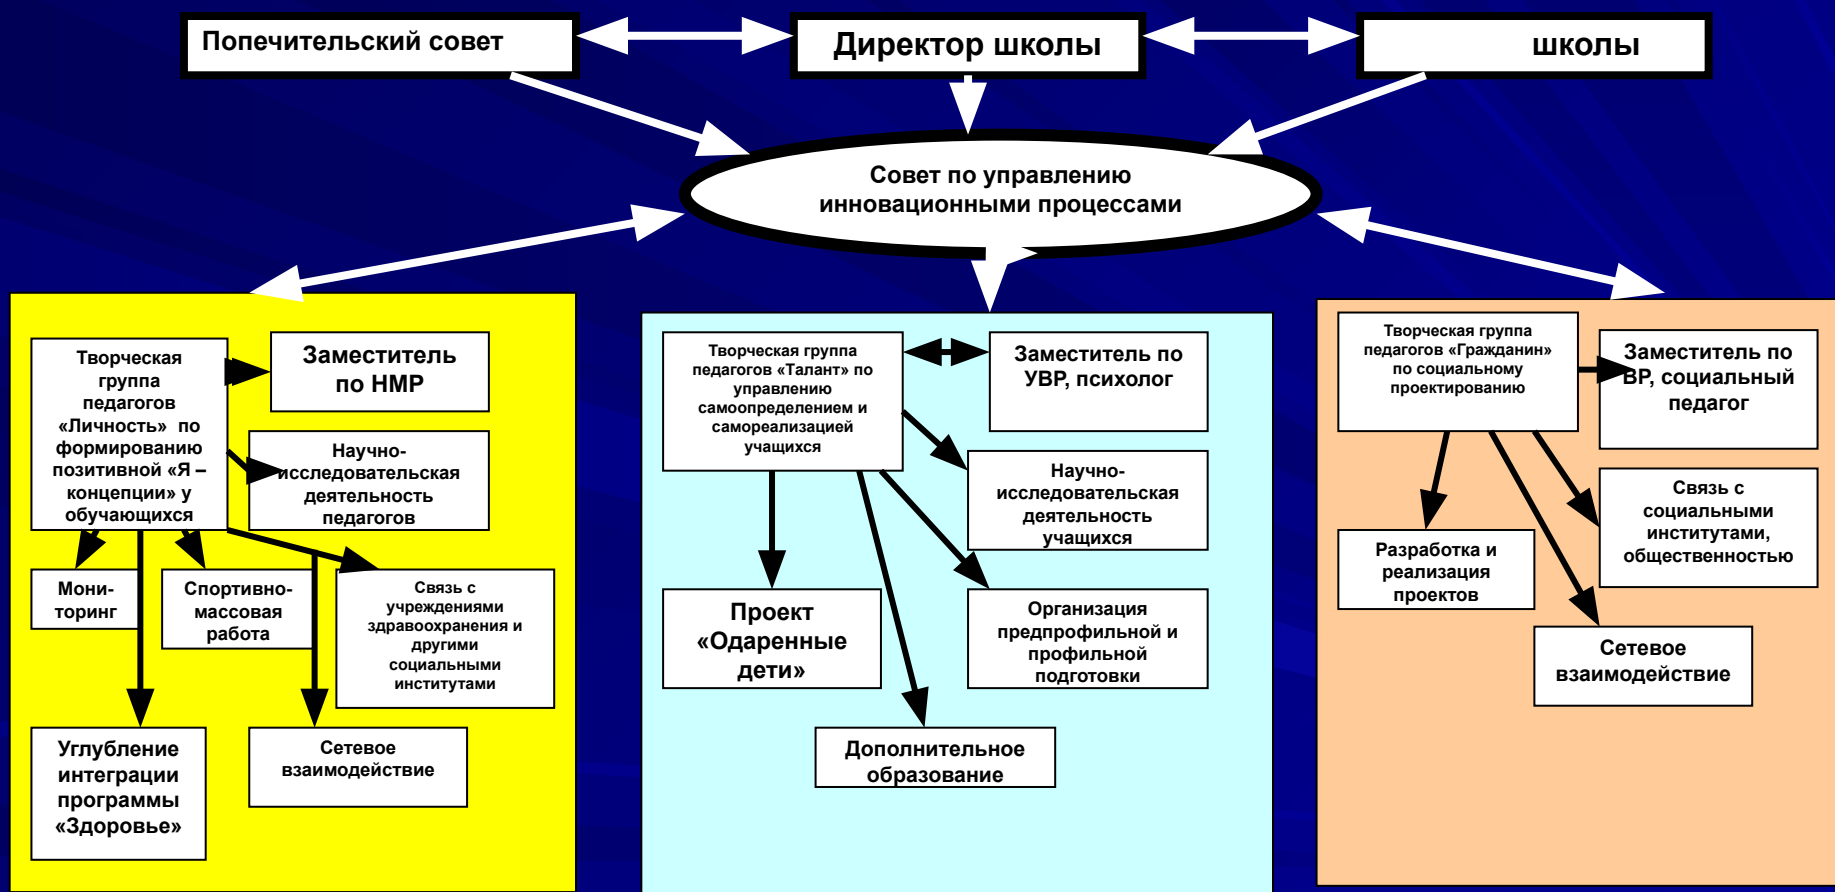 Попечительский совет
Директор школы
школы
Совет по управлению
инновационными процессами
Творческая
группа
педагогов
«Личность» по
формированию
позитивной «Я –
концепции» у
обучающихся
Заместитель
по НМР
Научно-
исследовательская
деятельность
педагогов
Мони-
торинг
Спортивно-
массовая
работа
Связь с
учреждениями
здравоохранения и
другими
социальными
институтами
Углубление
интеграции
программы
«Здоровье»
Сетевое
взаимодействие
Творческая группа
педагогов «Талант» по
управлению
самоопределением и
самореализацией
учащихся
Заместитель по
УВР, психолог
Научно-
исследовательская
деятельность
учащихся
Проект
«Одаренные
дети»
Организация
предпрофильной и
профильной
подготовки
Дополнительное
образование
Творческая группа
педагогов «Гражданин»
по социальному
проектированию
Заместитель по
ВР, социальный
педагог
Связь с
социальными
институтами,
общественностью
Разработка и
реализация
проектов
Сетевое
взаимодействие